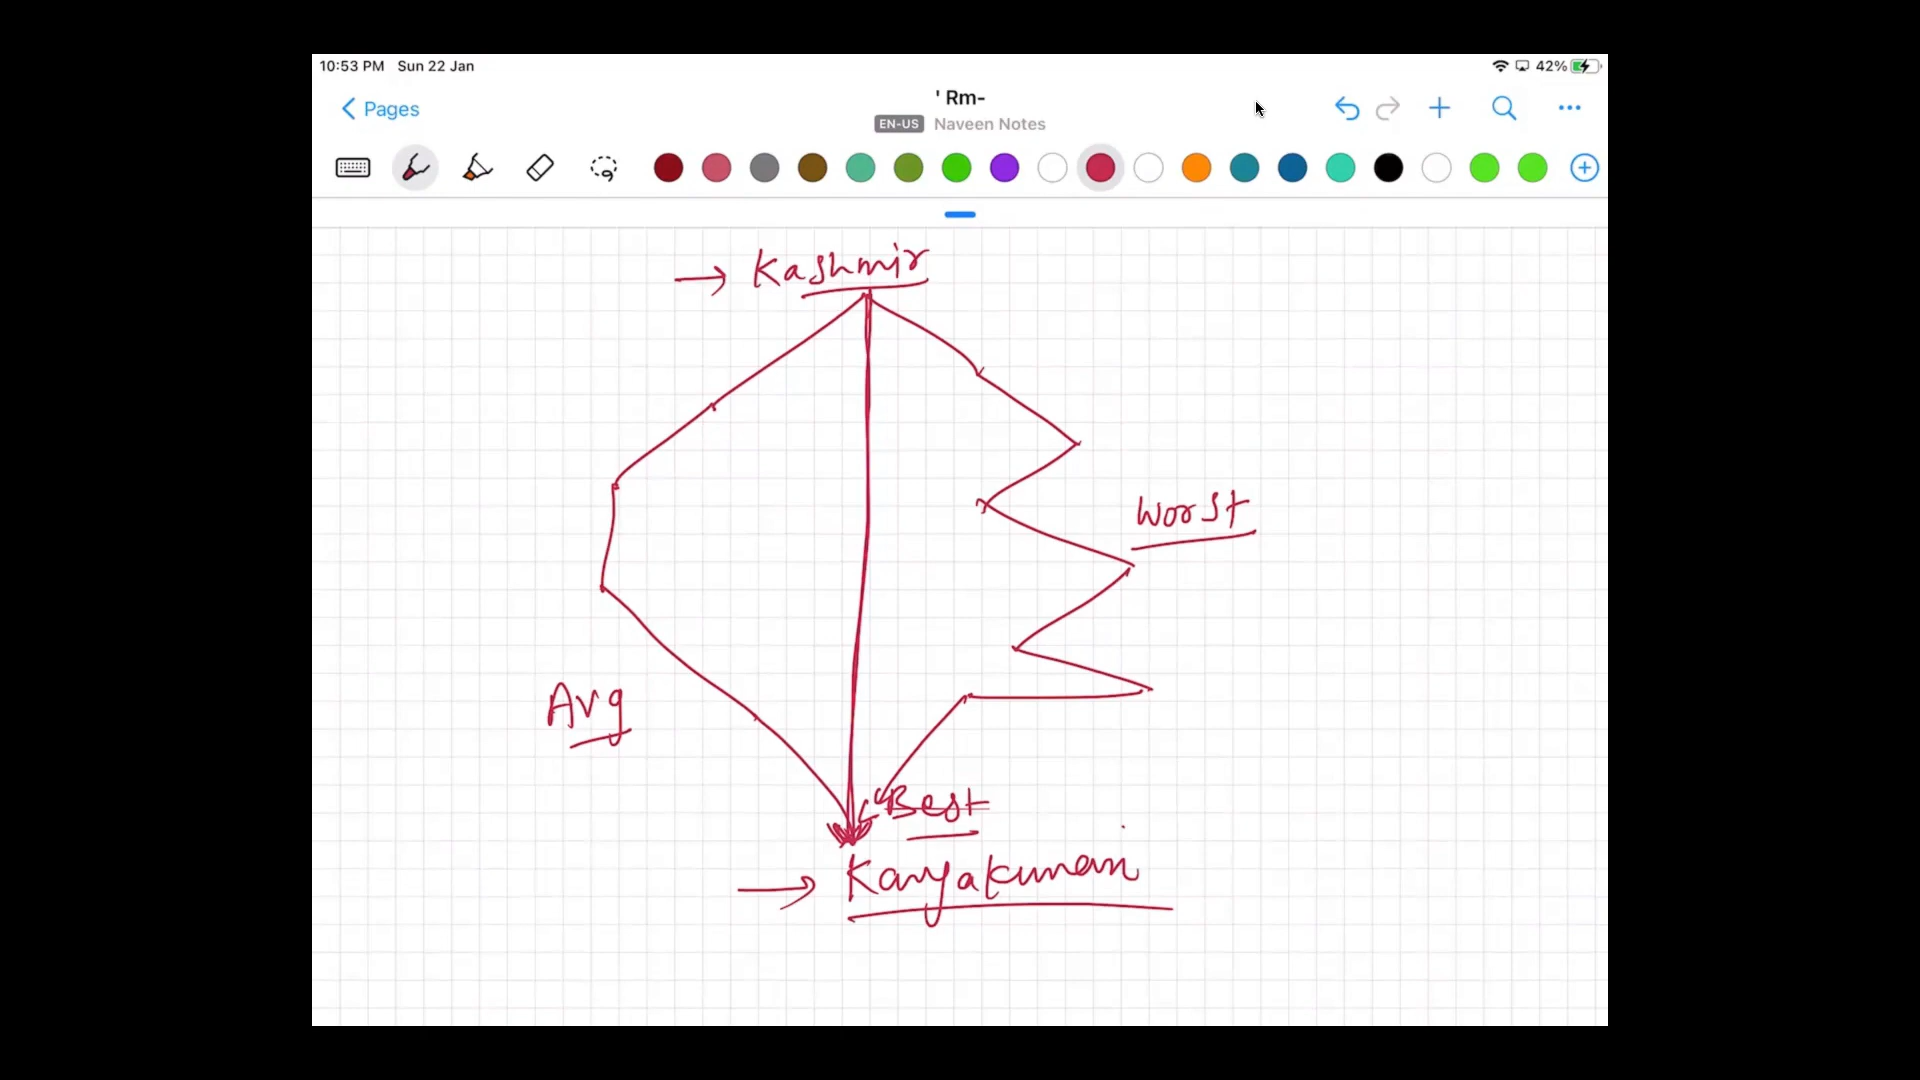 10:53 PM Sun 22 Jan
42%
Pages
' Rm-
EN-US Naveen Notes
Kashmir
Worst
Avg
Best
Kanyakumari